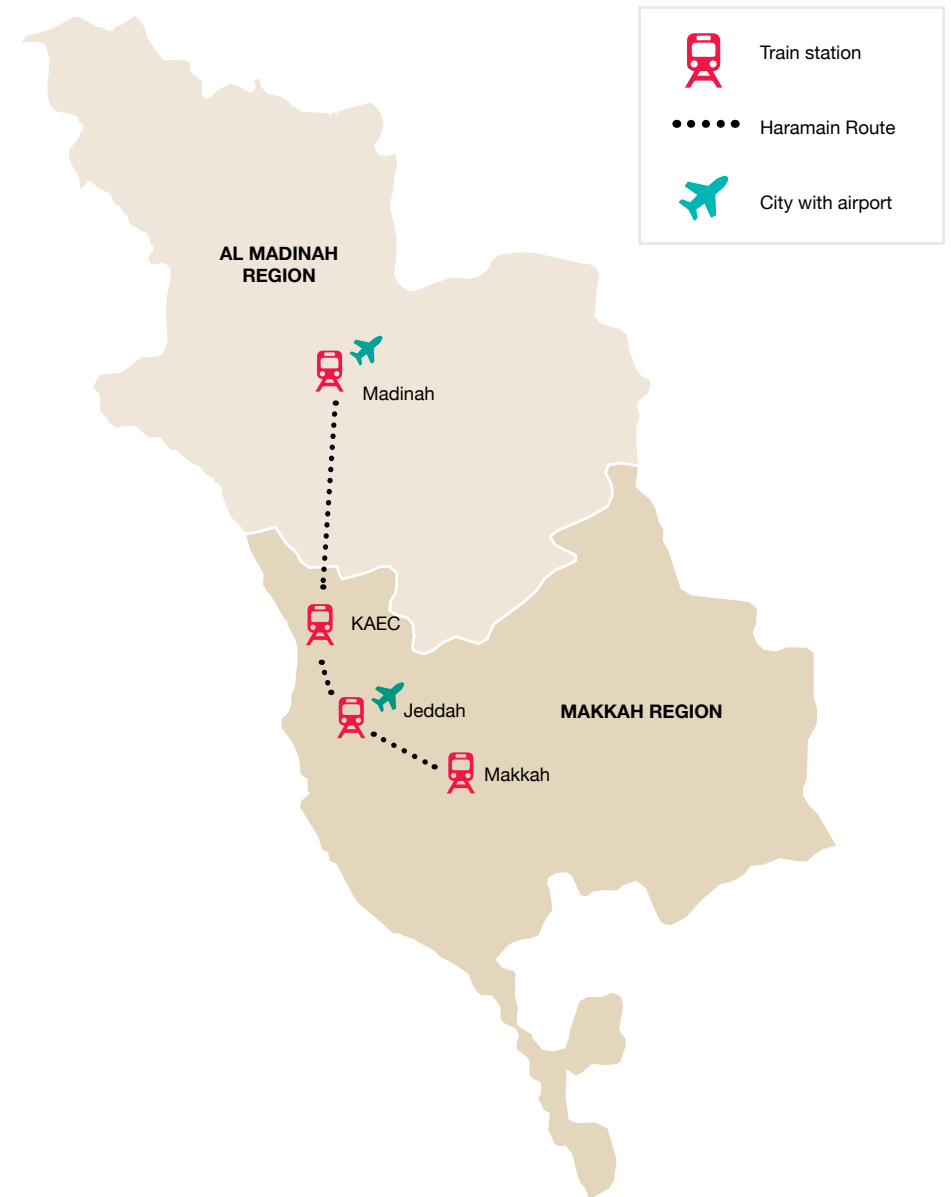 Train station
Haramain Route
City with airport
AL MADINAH
REGION
Madinah
KAEC
Jeddah
MAKKAH REGION
Makkah